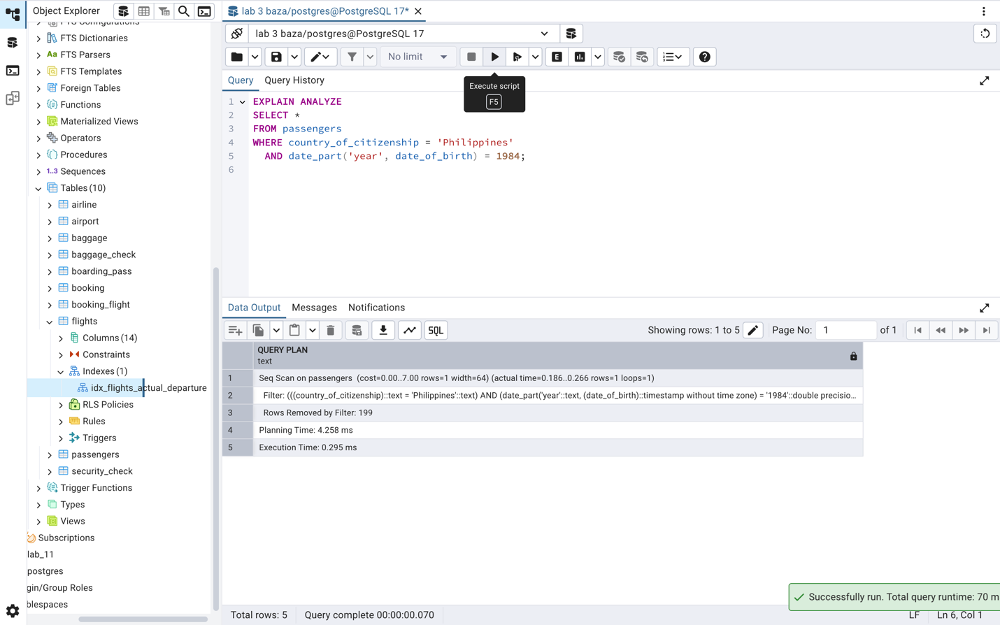 Object Explorer
lab 3 baza/postgres@PostgreSQL 17*
lab 3 baza/postgres@PostgreSQL 17
No limit
E
Query
Query History
Execute script
F5
1 EXPLAIN ANALYZE
2 SELECT *
3 FROM passengers
4 WHERE country_of_citizenship = 'Philippines'
5 AND date_part('year', date_of_birth) = 1984;
6
FTS Configurations
FTS Dictionaries
Aa FTS Parsers
FTS Templates
Foreign Tables
Functions
Materialized Views
Operators
Procedures
1..3 Sequences
Tables (10)
airline
airport
baggage
baggage_check
boarding_pass
booking
booking_flight
flights
Columns (14)
Constraints
Indexes (1)
idx_flights_actual_departure
RLS Policies
Rules
Triggers
passengers
security_check
Trigger Functions
Types
Views
Subscriptions
lab_11
postgres
gin/Group Roles
blespaces
Data Output
Messages
Notifications
SQL
Showing rows: 1 to 5
Page No: 1 of 1
QUERY PLAN
text
1 Seq Scan on passengers (cost=0.00..7.00 rows=1 width=64) (actual time=0.186..0.266 rows=1 loops=1)
2 Filter: (((country_of_citizenship)::text = 'Philippines'::text) AND (date_part('year'::text, (date_of_birth)::timestamp without time zone) = '1984'::double precisio...
3 Rows Removed by Filter: 199
4 Planning Time: 4.258 ms
5 Execution Time: 0.295 ms
Successfully run. Total query runtime: 70 m
Total rows: 5
Query complete 00:00:00.070
LF
Ln 6, Col 1